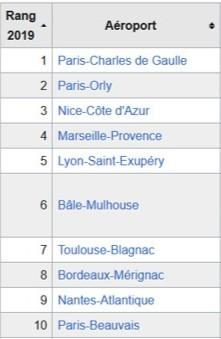 Rang
2019
Aéroport
1 Paris-Charles de Gaulle
2 Paris-Orly
3 Nice-Côte d'Azur
4 Marseille-Provence
5 Lyon-Saint-Exupéry
6 Bâle-Mulhouse
7 Toulouse-Blagnac
8 Bordeaux-Mérignac
9 Nantes-Atlantique
10 Paris-Beauvais